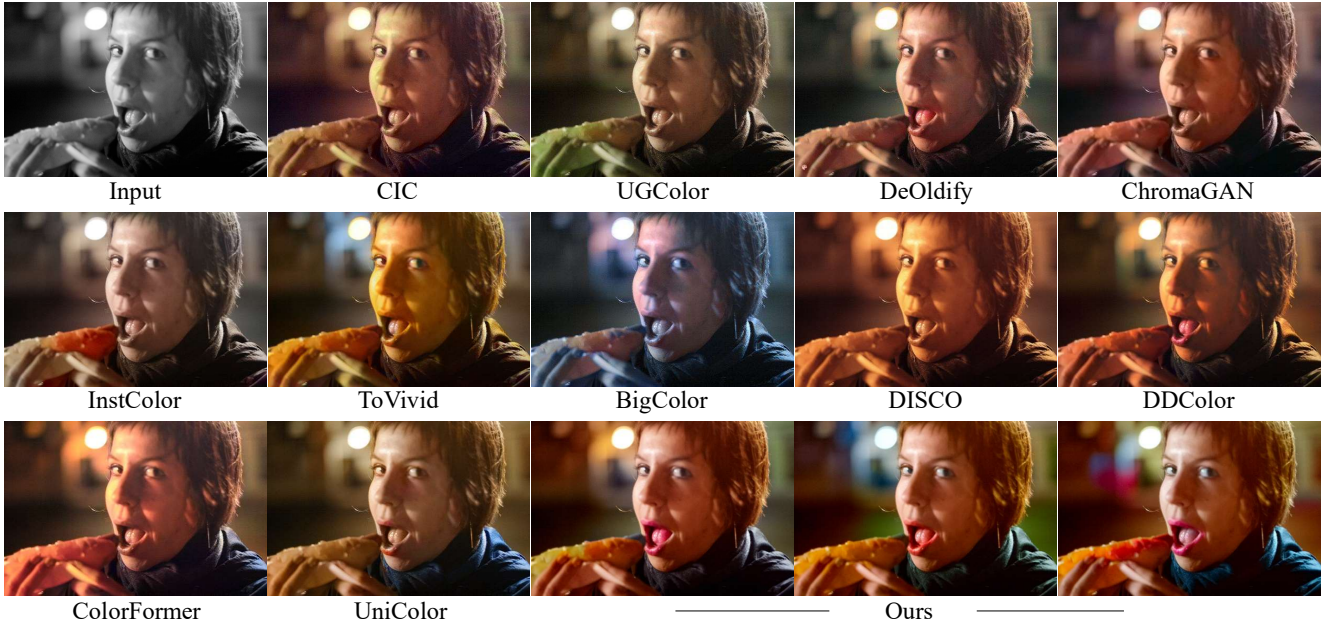 Input CIC UGColor DeOldify ChromaGAN
InstColor ToVivid BigColor DISCO DDColor
ColorFormer UniColor Ours